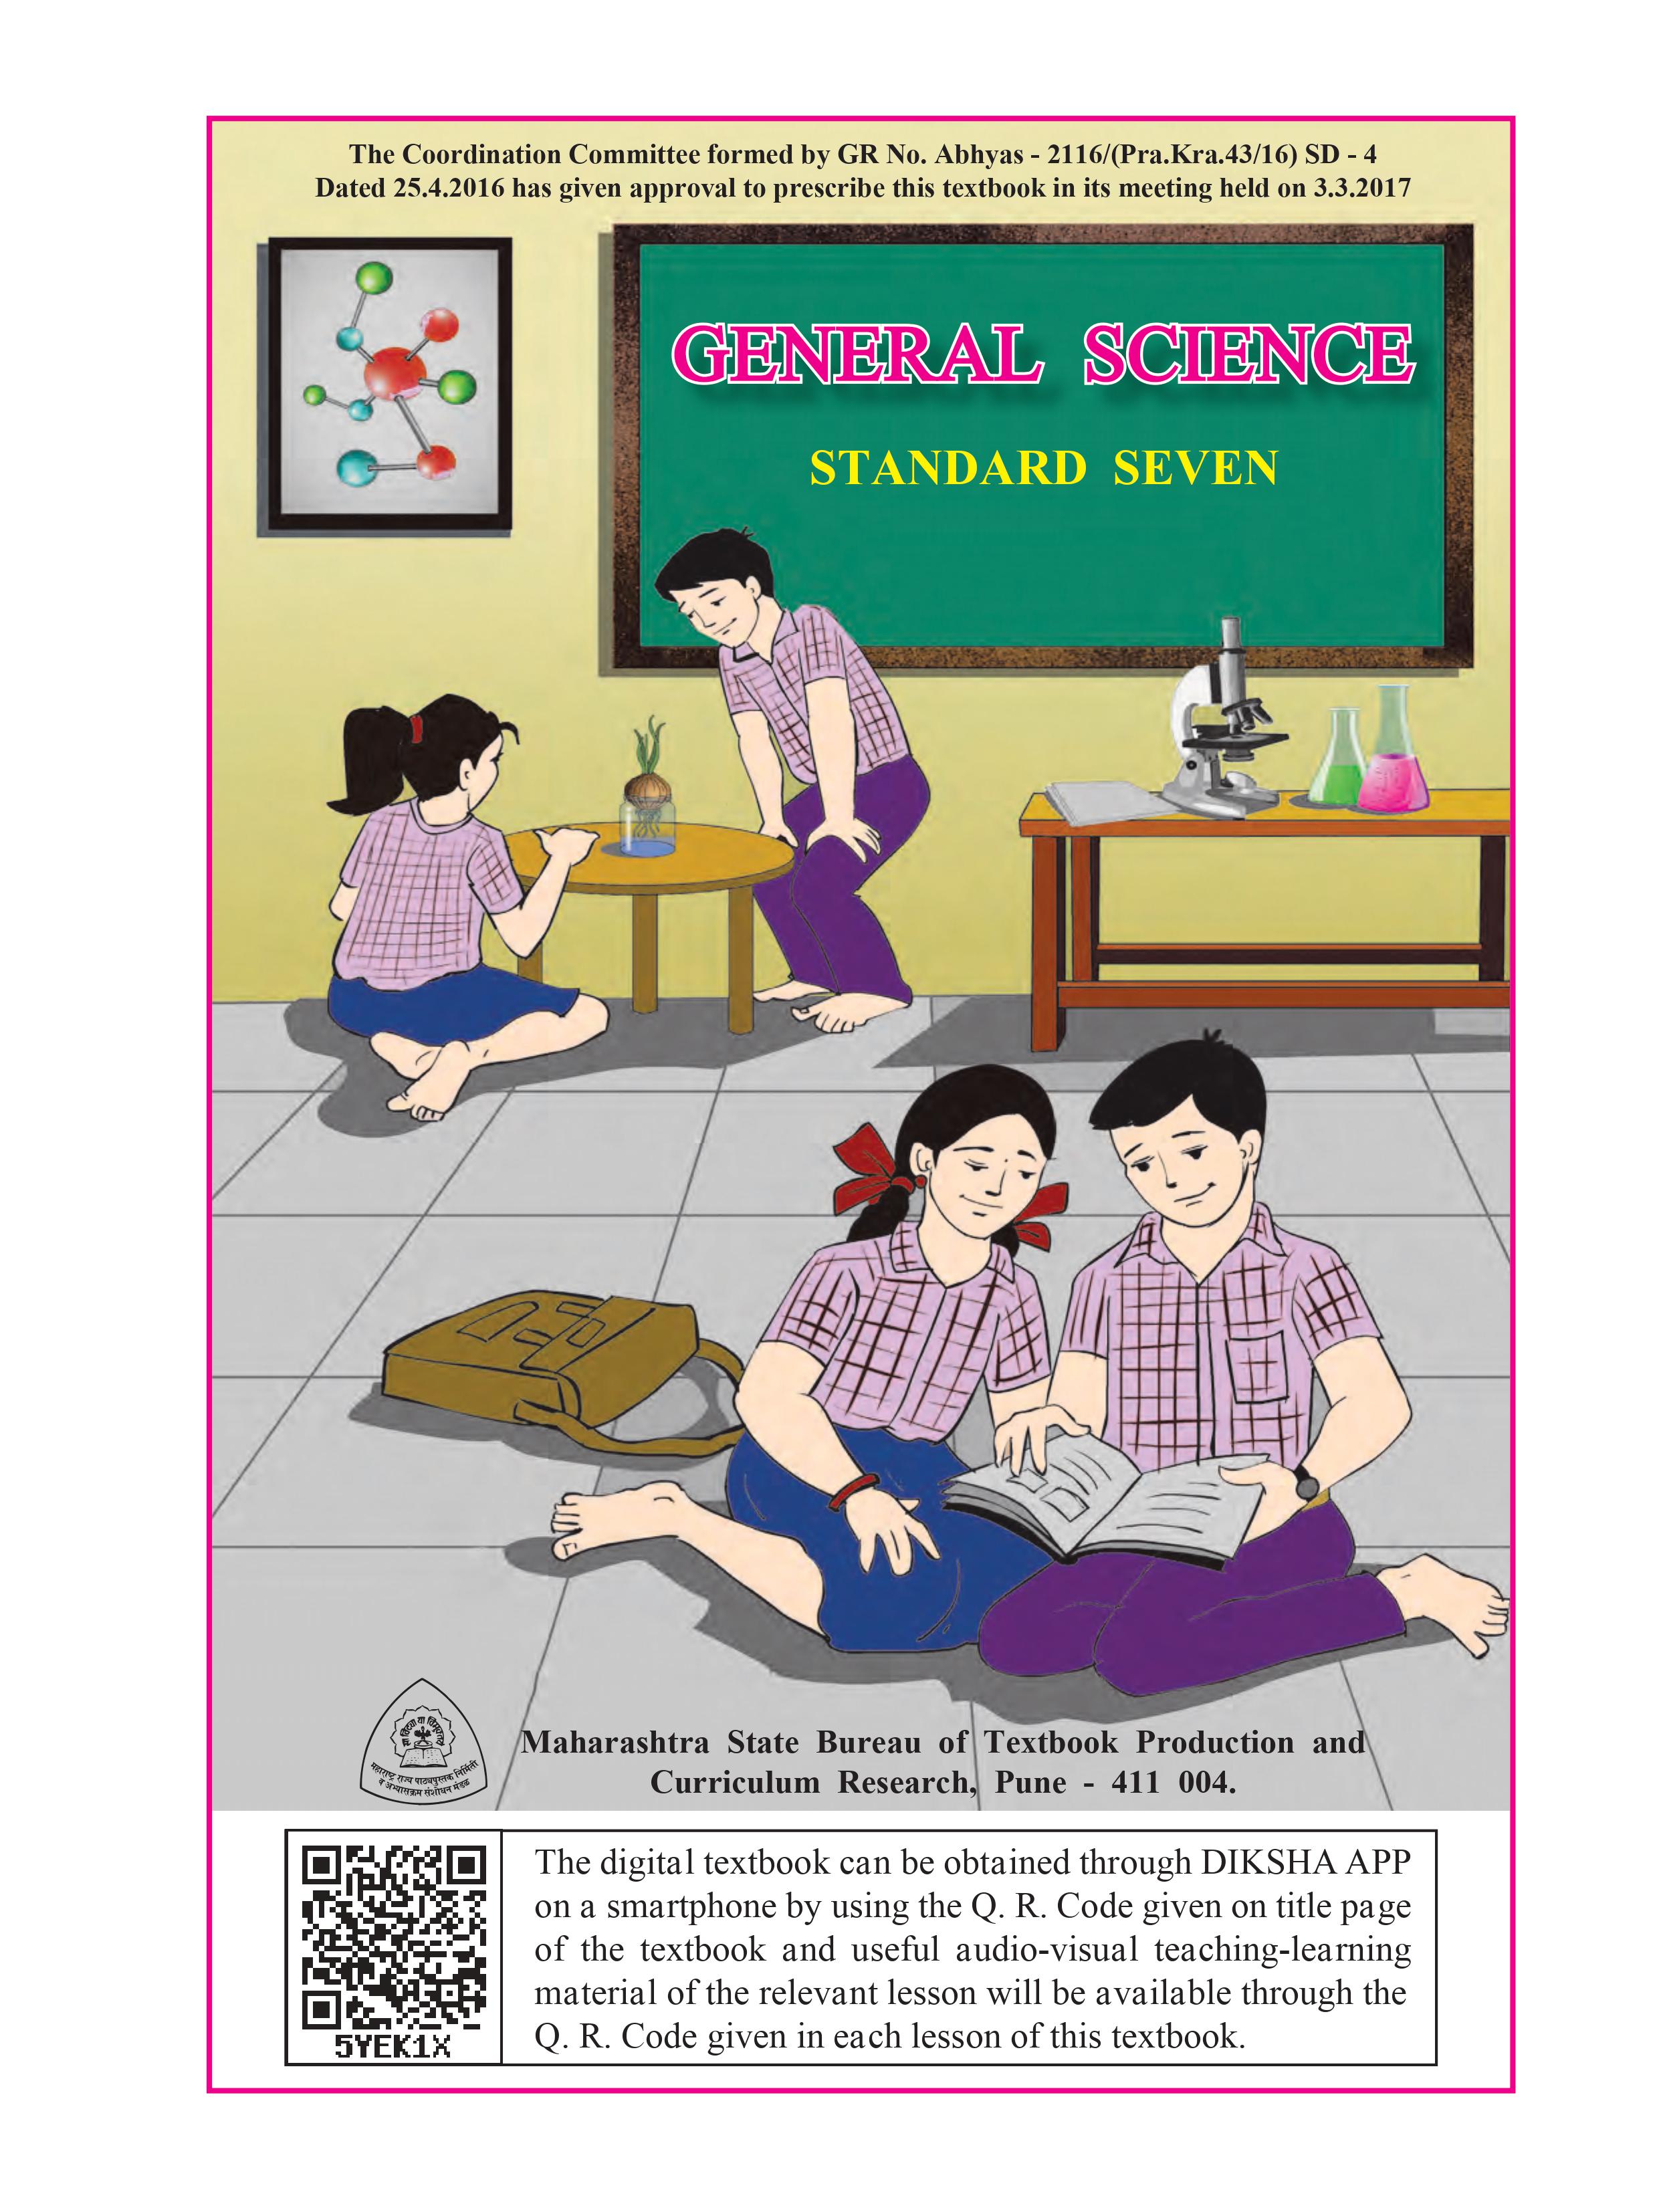 The Coordination Committee formed by GR No. Abhyas - 2116/(Pra.Kra.43/16) SD - 4
Dated 25.4.2016 has given approval to prescribe this textbook in its meeting held on 3.3.2017
GENERAL SCIENCE
STANDARD SEVEN
सा विद्या या विमुक्तये
महाराष्ट्र राज्य पाठ्यपुस्तक निर्मिती
व अभ्यासक्रम संशोधन मंडळ
Maharashtra State Bureau of Textbook Production and
Curriculum Research, Pune - 411 004.
5YEK1X
The digital textbook can be obtained through DIKSHA APP
on a smartphone by using the Q. R. Code given on title page
of the textbook and useful audio-visual teaching-learning
material of the relevant lesson will be available through the
Q. R. Code given in each lesson of this textbook.